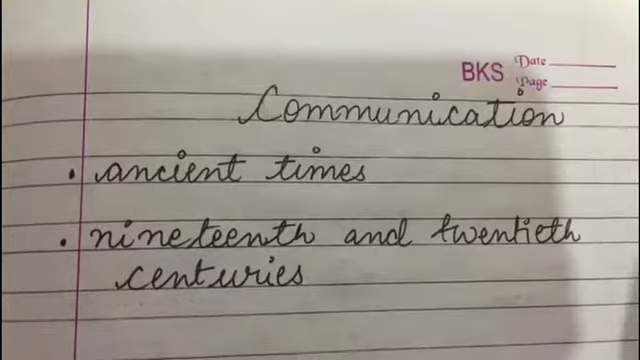 BKS Date
Page
Communication
• ancient times
• nineteenth and twentieth
centuries